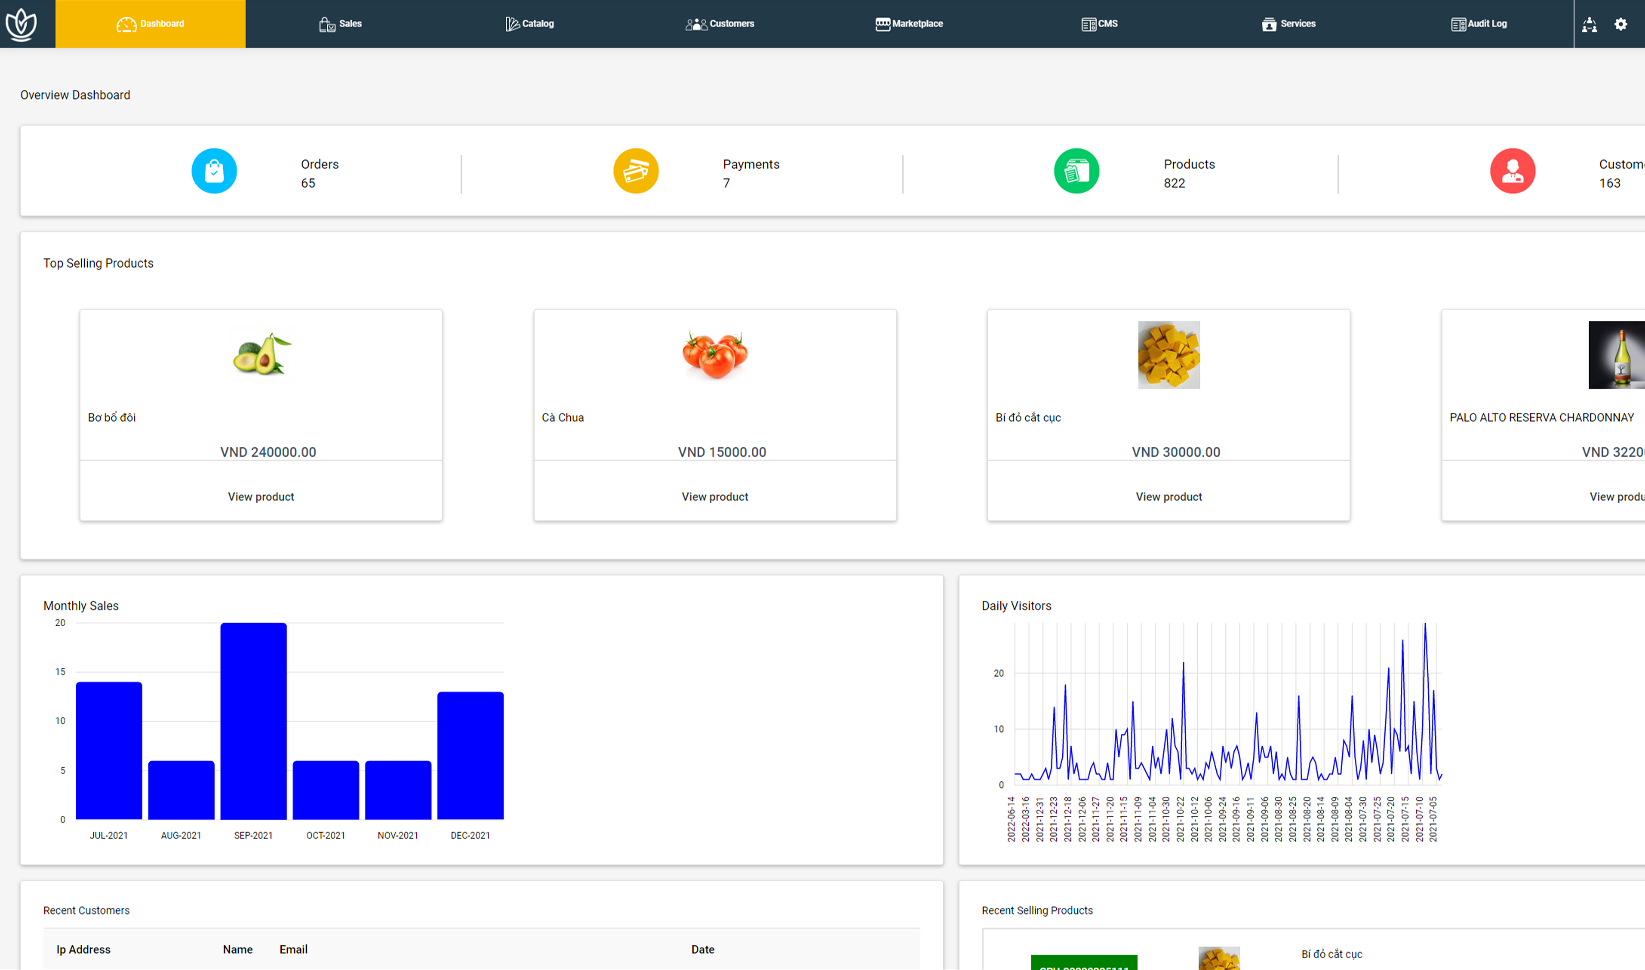 Dashboard
Sales
Catalog
Customers
Marketplace
CMS
Services
Audit Log
Overview Dashboard
Orders
65
Payments
7
Products
822
Custom
163
Top Selling Products
Bơ bổ đôi
VND 240000.00
View product
Cà Chua
VND 15000.00
View product
Bí đỏ cắt cục
VND 30000.00
View product
PALO ALTO RESERVA CHARDONNAY
VND 3220
View produ
Monthly Sales
20
15
10
5
0
JUL-2021
AUG-2021
SEP-2021
OCT-2021
NOV-2021
DEC-2021
Daily Visitors
20
10
0
2022-06-14
2022-03-16
2021-12-31
2021-12-23
2021-12-18
2021-12-06
2021-11-27
2021-11-20
2021-11-15
2021-11-09
2021-11-04
2021-10-30
2021-10-22
2021-10-12
2021-10-06
2021-09-24
2021-09-16
2021-09-11
2021-09-06
2021-08-30
2021-08-25
2021-08-20
2021-08-14
2021-08-09
2021-08-04
2021-07-30
2021-07-25
2021-07-20
2021-07-15
2021-07-10
2021-07-05
Recent Customers
Ip Address
Name
Email
Date
Recent Selling Products
Bí đỏ cắt cục